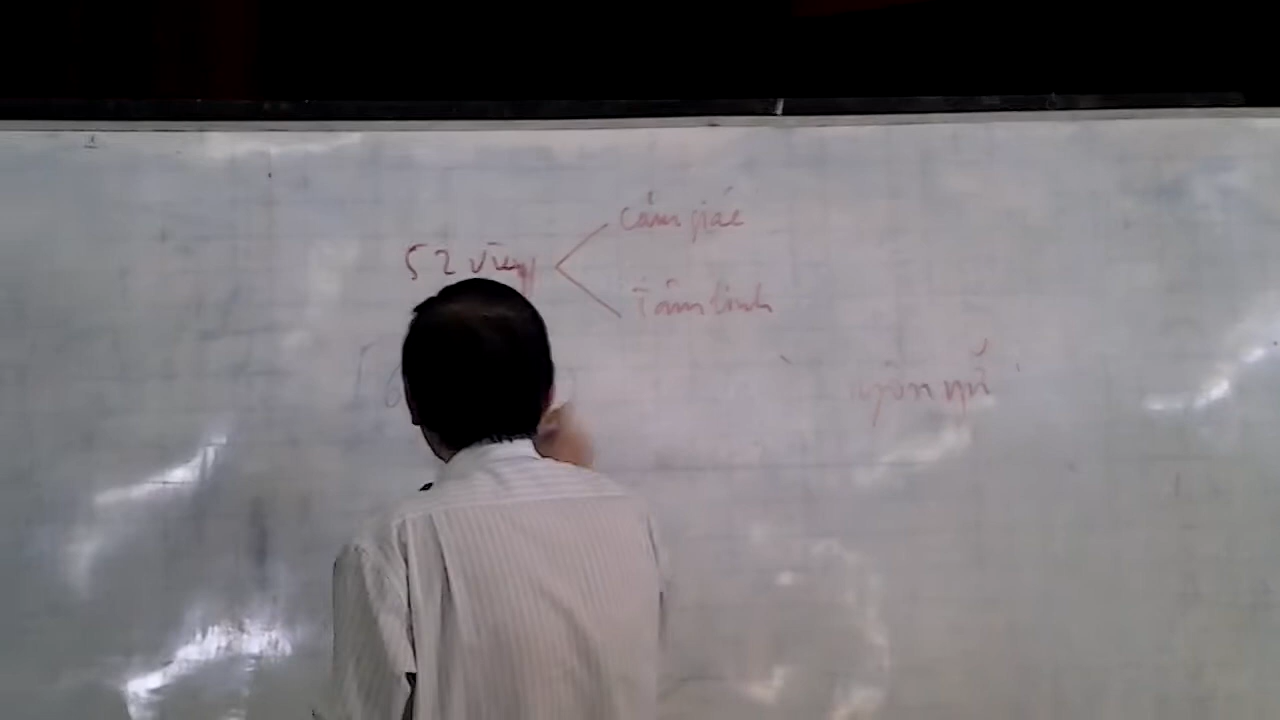 52 vùng
cảm giác
Tâm linh
ngôn ngữ